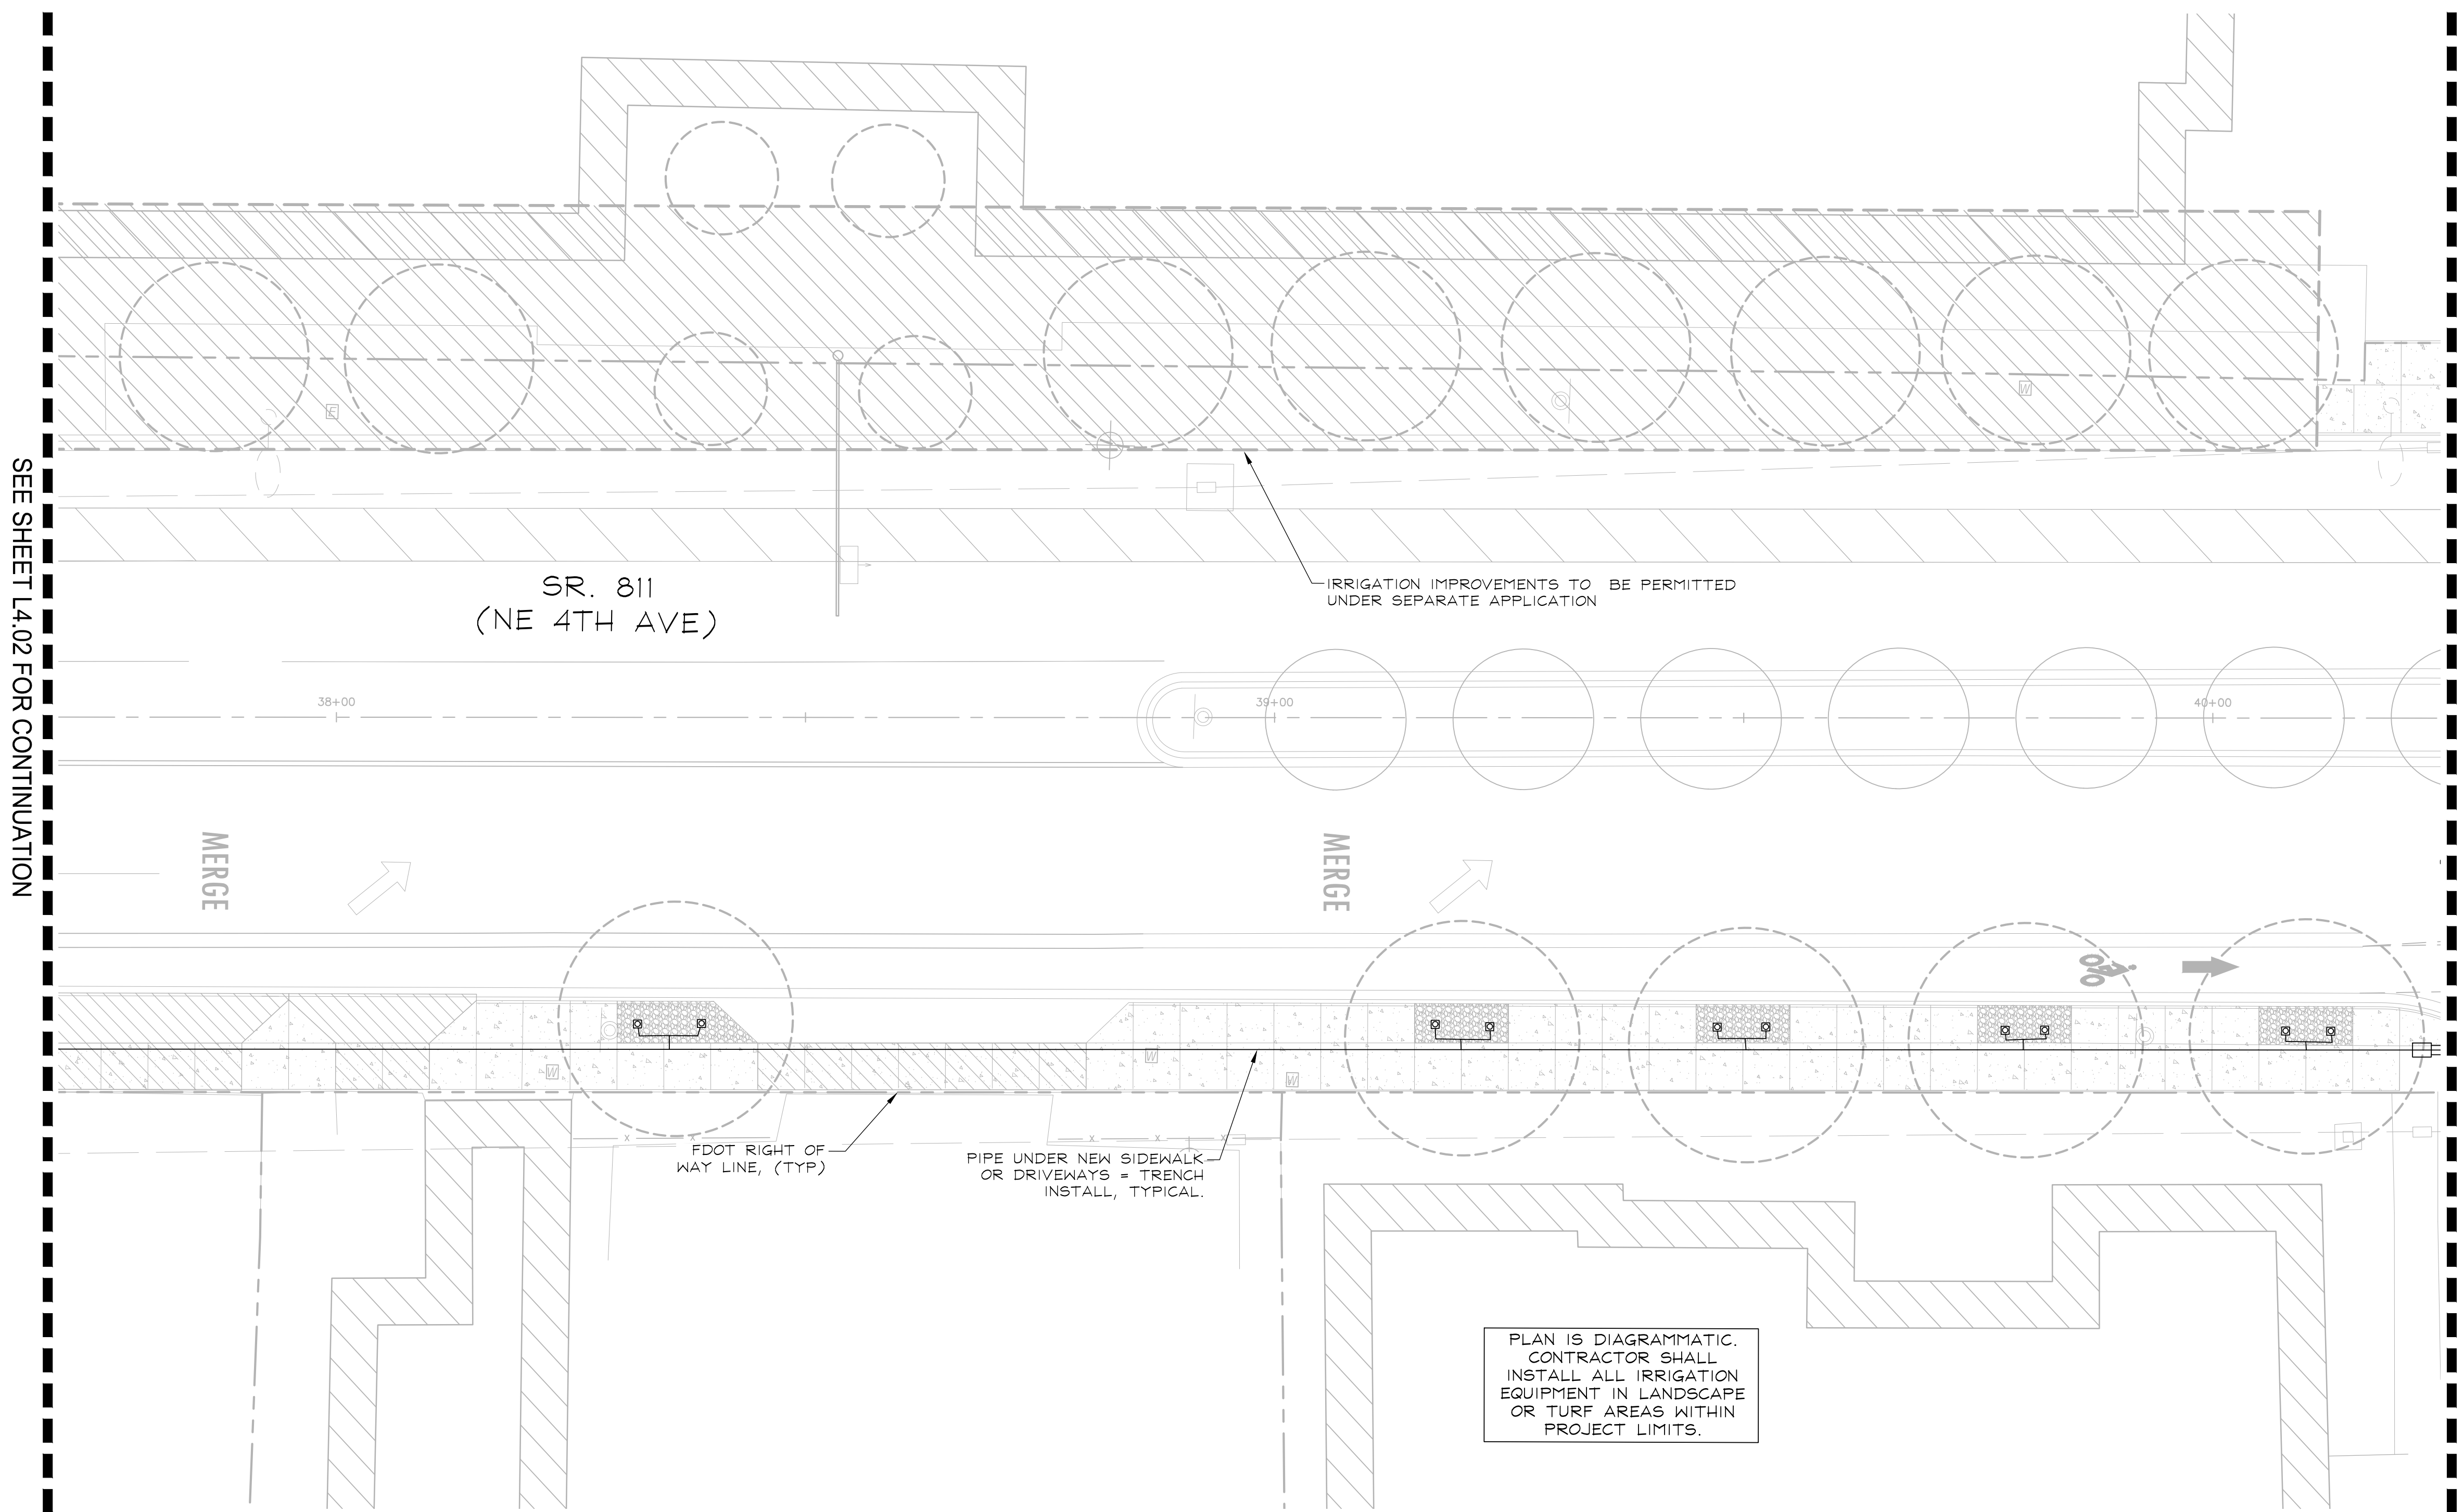 SEE SHEET L4.02 FOR CONTINUATION
E
W
SR. 811
(NE 4TH AVE)
IRRIGATION IMPROVEMENTS TO BE PERMITTED
UNDER SEPARATE APPLICATION
38+00
39+00
40+00
MERGE
MERGE
W
W
W
X
X
X
X
X
FDOT RIGHT OF
WAY LINE, (TYP)
PIPE UNDER NEW SIDEWALK
OR DRIVEWAYS = TRENCH
INSTALL, TYPICAL.
PLAN IS DIAGRAMMATIC.
CONTRACTOR SHALL
INSTALL ALL IRRIGATION
EQUIPMENT IN LANDSCAPE
OR TURF AREAS WITHIN
PROJECT LIMITS.